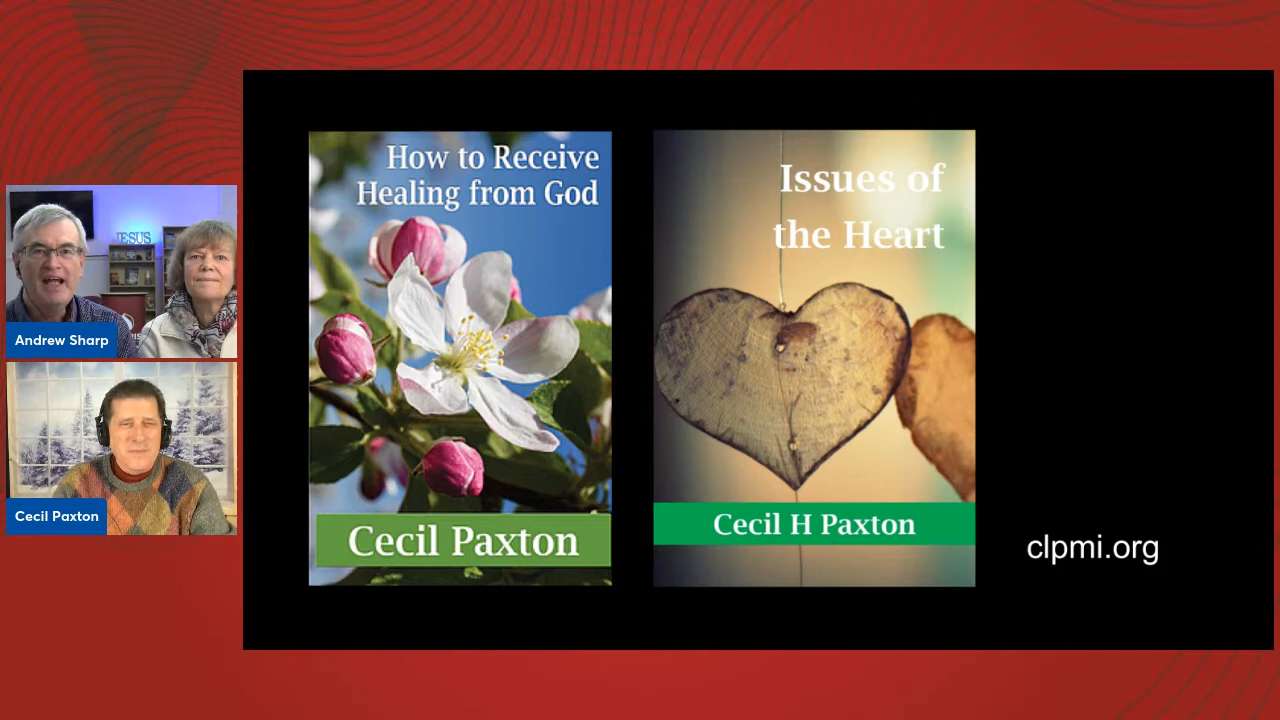 JESUS
Andrew Sharp
Cecil Paxton
How to Receive
Healing from God
Cecil Paxton
Issues of
the Heart
Cecil H Paxton
clpmi.org